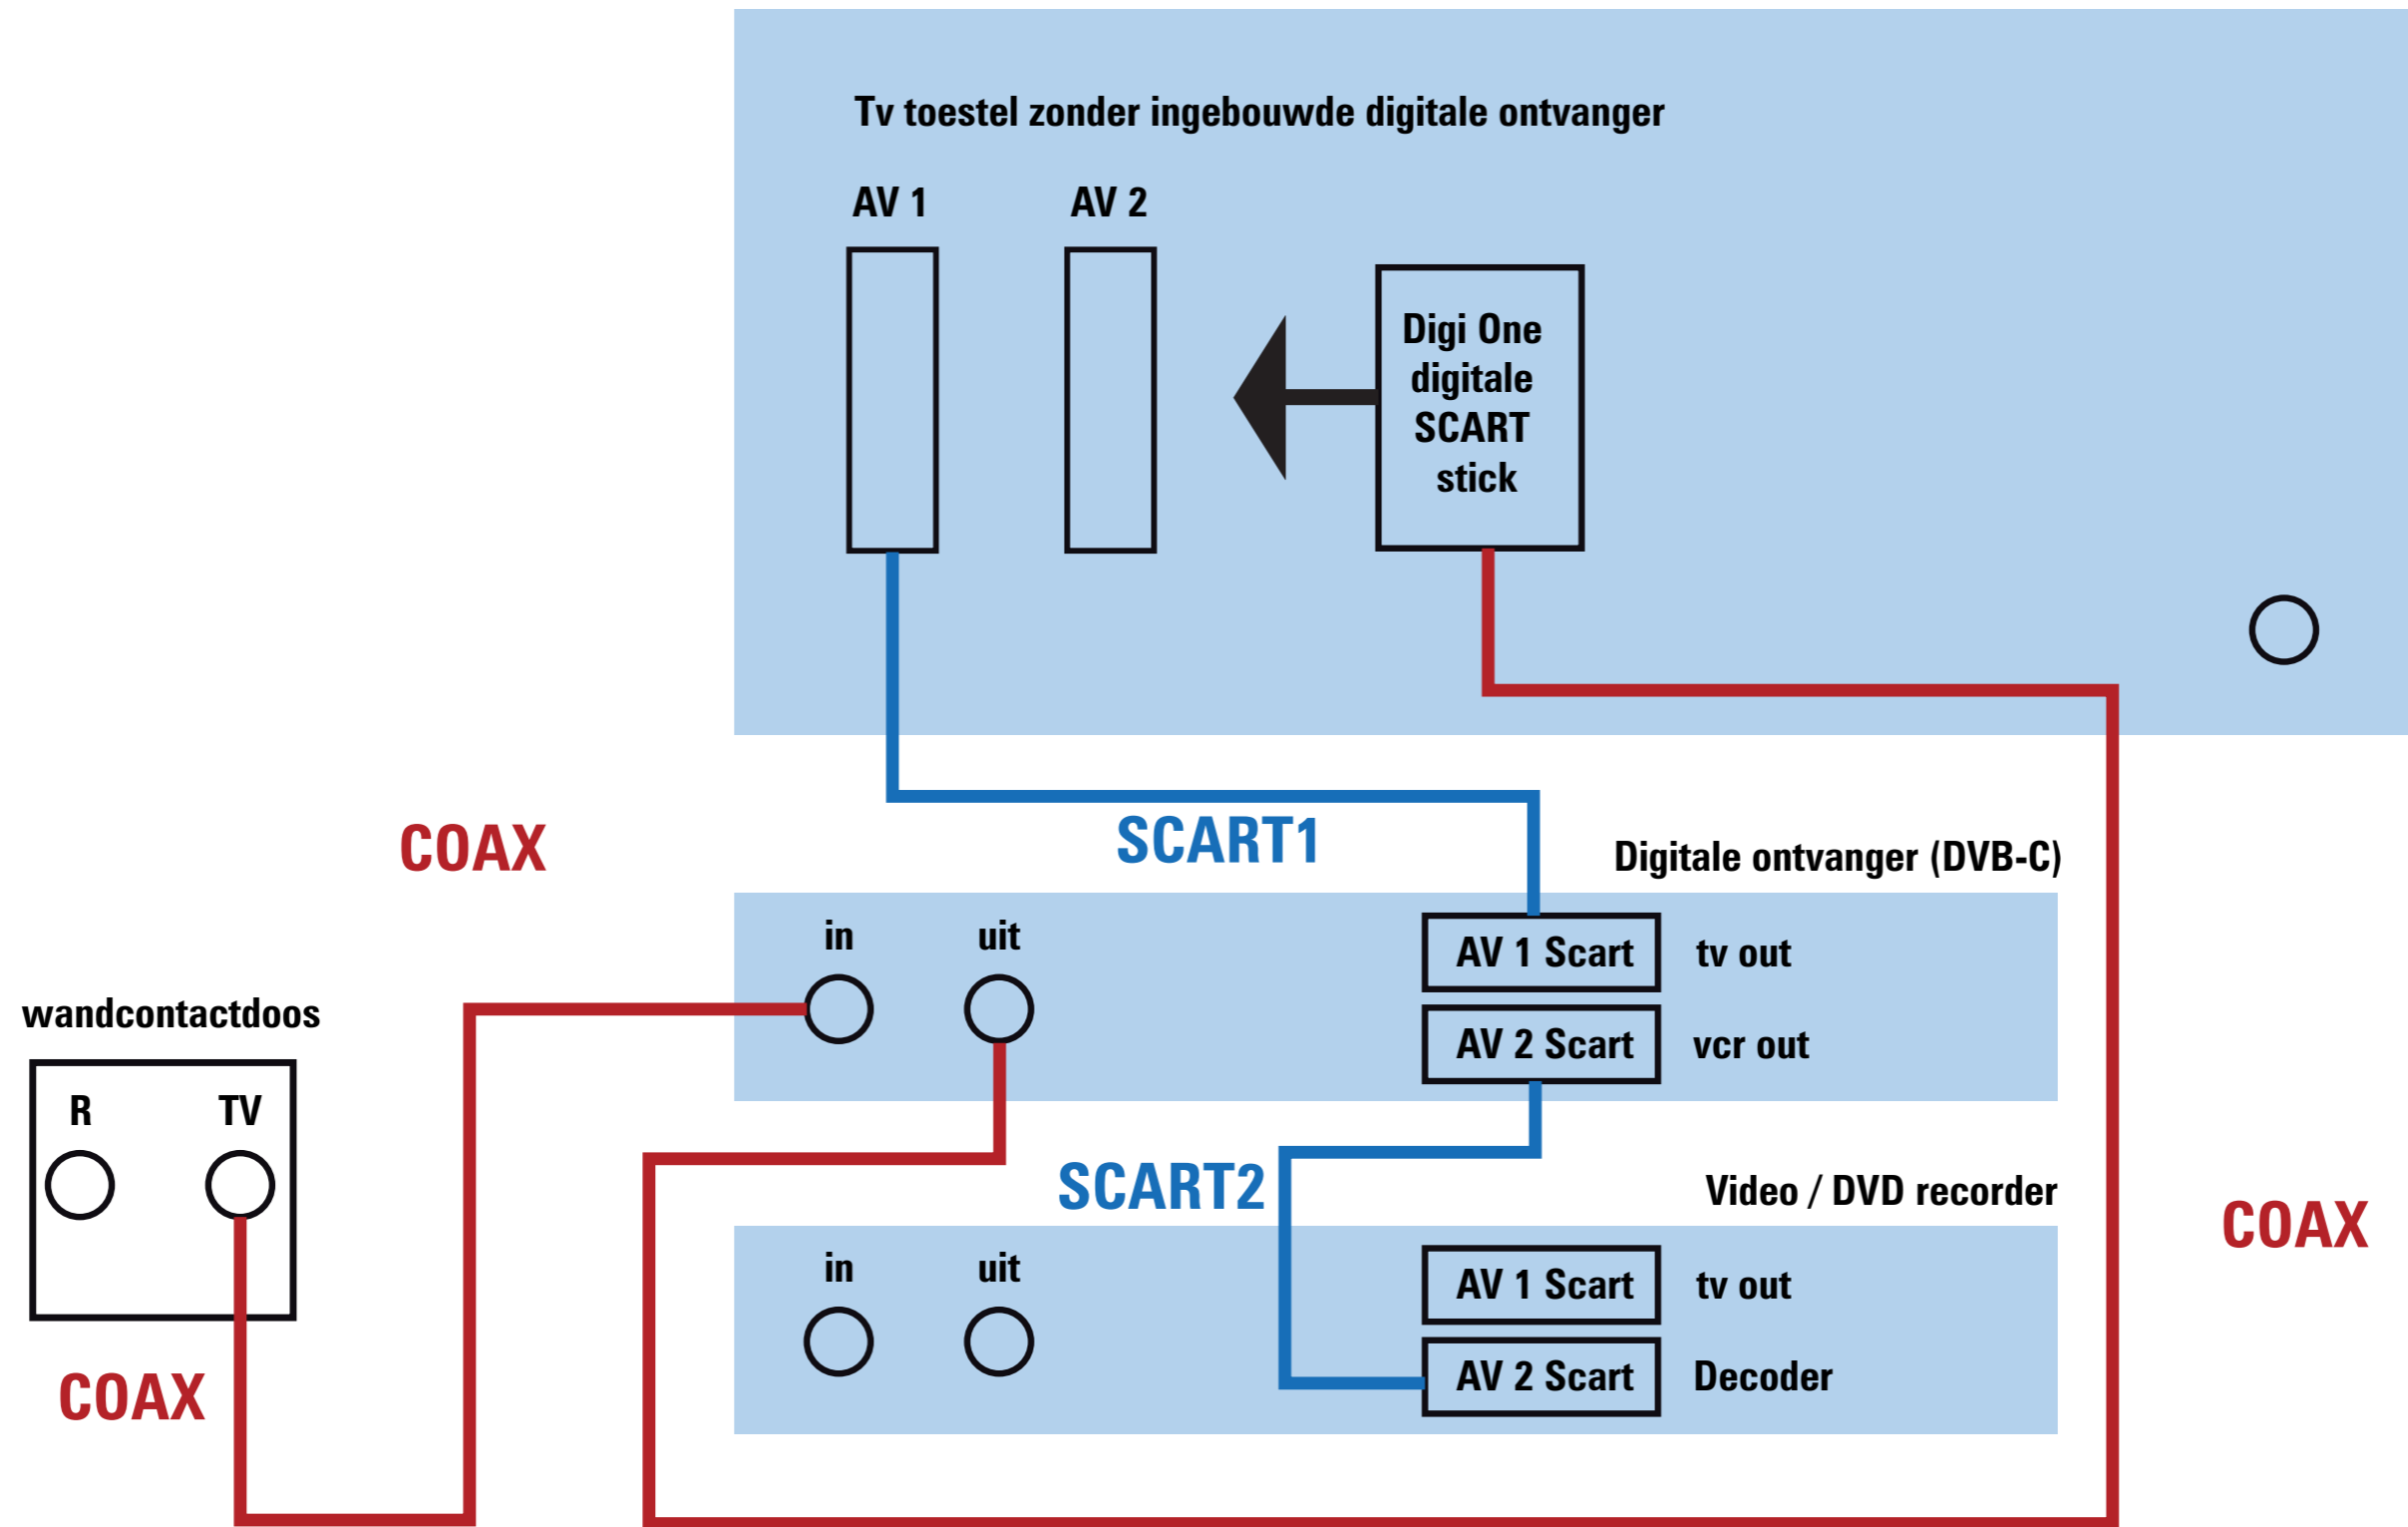 Tv toestel zonder ingebouwde digitale ontvanger
AV 1
AV 2
Digi One
digitale
SCART
stick
COAX
SCART1
Digitale ontvanger (DVB-C)
in
uit
AV 1 Scart
tv out
AV 2 Scart
vcr out
wandcontactdoos
R
TV
SCART2
Video / DVD recorder
COAX
in
uit
AV 1 Scart
tv out
AV 2 Scart
Decoder
COAX